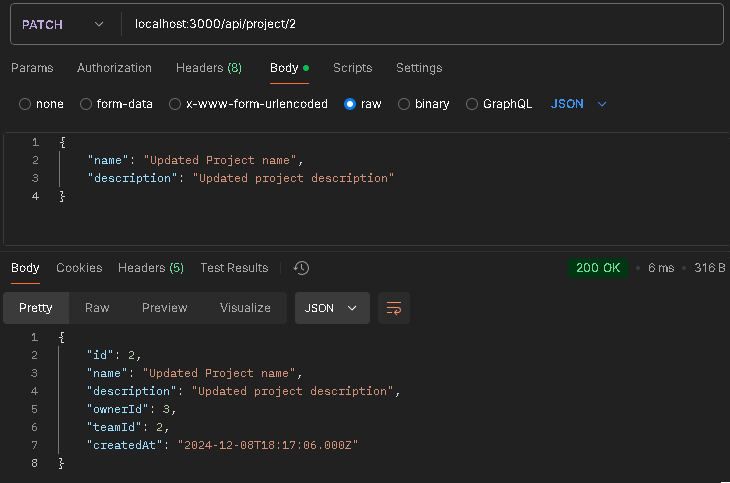 PATCH localhost:3000/api/project/2
Params Authorization Headers (8) Body Scripts Settings
none form-data x-www-form-urlencoded raw binary GraphQL JSON
1 {
2 "name": "Updated Project name",
3 "description": "Updated project description"
4 }
Body Cookies Headers (5) Test Results 200 OK • 6 ms • 316 B
Pretty Raw Preview Visualize JSON
1 {
2 "id": 2,
3 "name": "Updated Project name",
4 "description": "Updated project description",
5 "ownerId": 3,
6 "teamId": 2,
7 "createdAt": "2024-12-08T18:17:06.000Z"
8 }